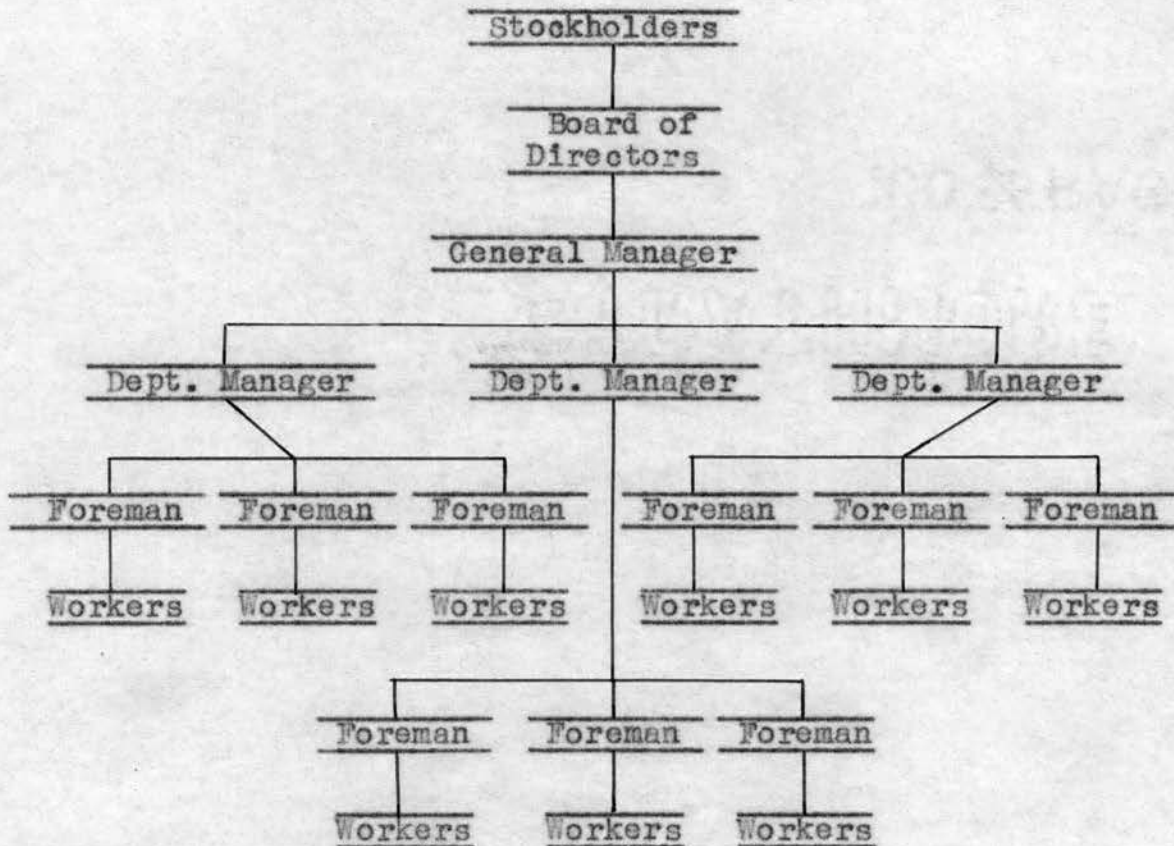 Stockholders
Board of
Directors
General Manager
Dept. Manager Dept. Manager Dept. Manager
Foreman Foreman Foreman Foreman Foreman Foreman
Workers Workers Workers Workers Workers Workers
Foreman Foreman Foreman
Workers Workers Workers